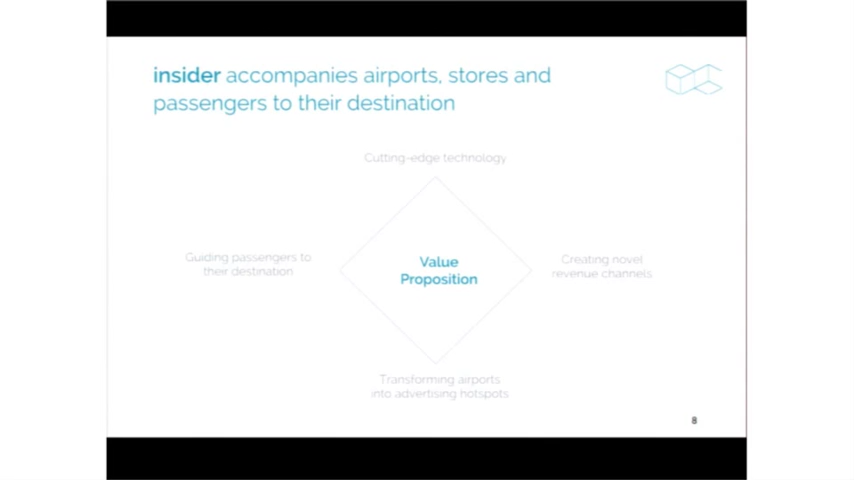 insider accompanies airports, stores and
passengers to their destination
Cutting-edge technology
Guiding passengers to
their destination
Value
Proposition
Creating novel
revenue channels
Transforming airports
into advertising hotspots
8